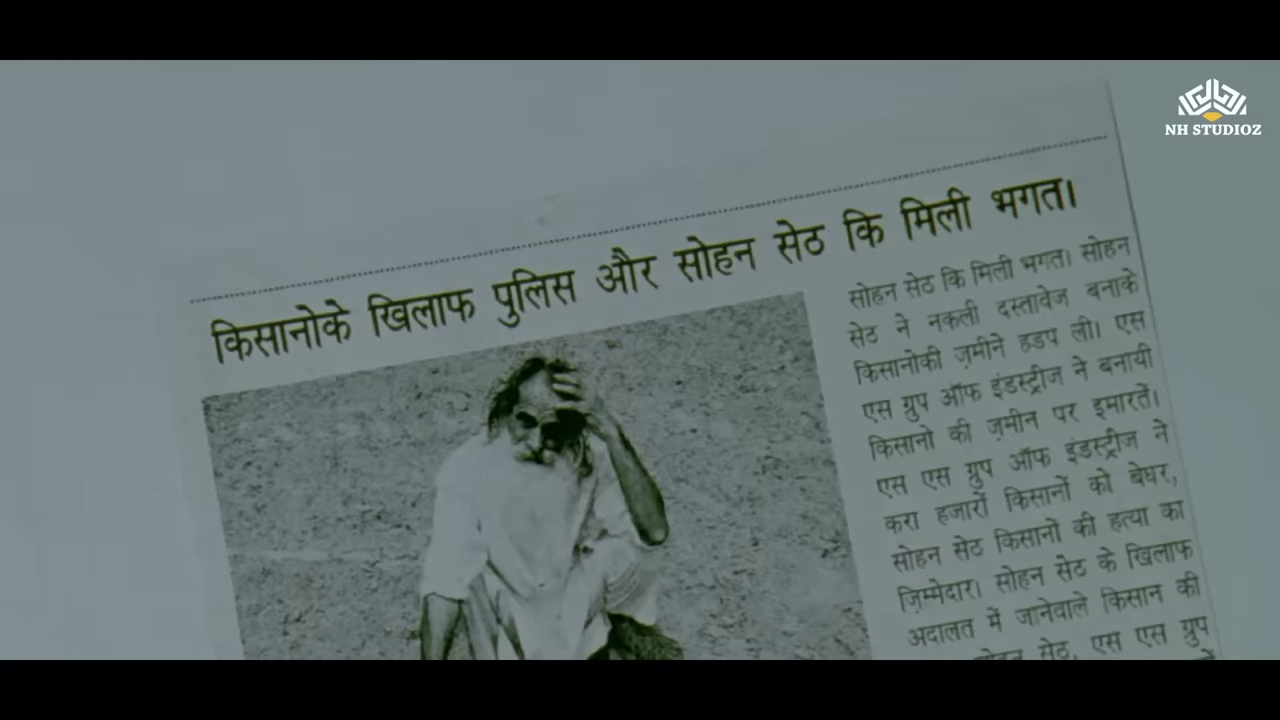 NH STUDIOZ
किसानोके खिलाफ पुलिस और सोहन सेठ कि मिली भगत।
सोहन सेठ कि मिली भगत। सोहन
सेठ ने नकली दस्तावेज बनाके
किसानोकी ज़मीने हडप ली। एस
एस ग्रुप ऑफ इंडस्ट्रीज ने बनायी
किसानो की ज़मीन पर इमारतें।
एस एस ग्रुप ऑफ इंडस्ट्रीज ने
करा हजारों किसानों को बेघर,
सोहन सेठ किसानों की हत्या का
ज़िम्मेदार। सोहन सेठ के खिलाफ
अदालत में जानेवाले किसान की
सोहन सेठ, एस एस ग्रुप